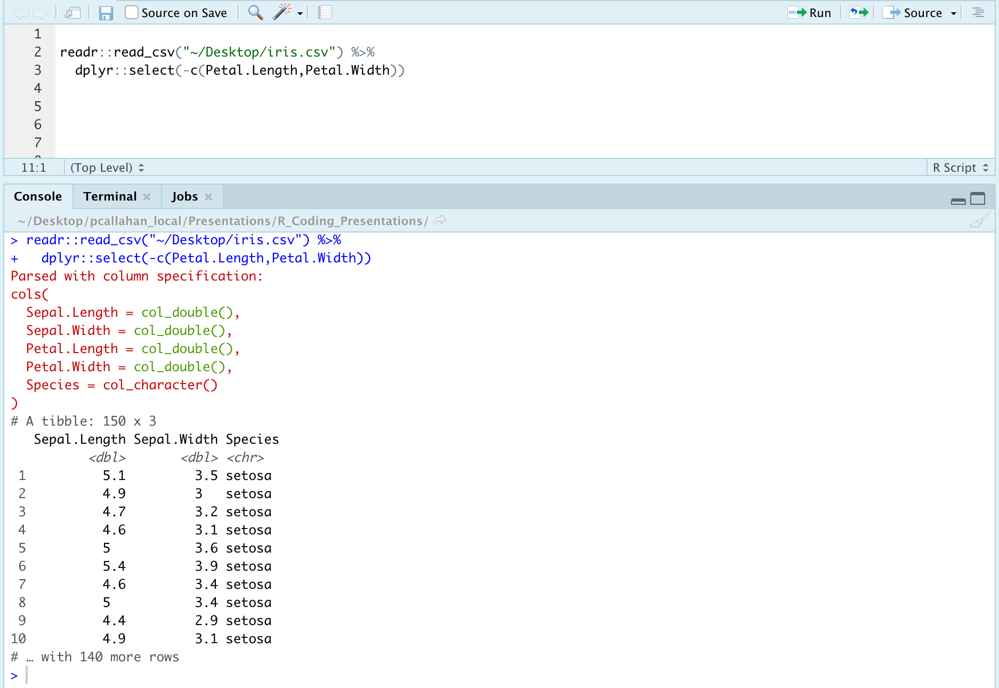 Source on Save
Run
Source
1
2 readr::read_csv("~/Desktop/iris.csv") %>%
3   dplyr::select(-c(Petal.Length,Petal.Width))
4
5
6
7
11:1 (Top Level) R Script
Console Terminal Jobs
~/Desktop/pcallahan_local/Presentations/R_Coding_Presentations/
> readr::read_csv("~/Desktop/iris.csv") %>%
+   dplyr::select(-c(Petal.Length,Petal.Width))
Parsed with column specification:
cols(
  Sepal.Length = col_double(),
  Sepal.Width = col_double(),
  Petal.Length = col_double(),
  Petal.Width = col_double(),
  Species = col_character()
)
# A tibble: 150 x 3
   Sepal.Length Sepal.Width Species
          <dbl>       <dbl> <chr>
 1          5.1         3.5 setosa
 2          4.9         3   setosa
 3          4.7         3.2 setosa
 4          4.6         3.1 setosa
 5          5           3.6 setosa
 6          5.4         3.9 setosa
 7          4.6         3.4 setosa
 8          5           3.4 setosa
 9          4.4         2.9 setosa
10          4.9         3.1 setosa
# … with 140 more rows
>